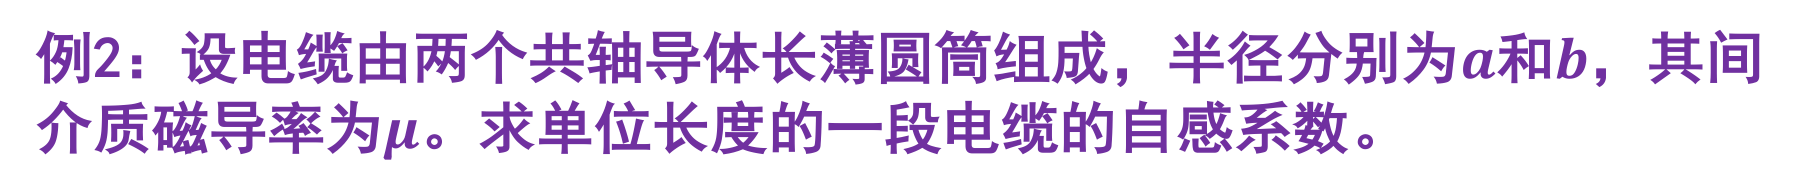 例2：设电缆由两个共轴导体长薄圆筒组成，半径分别为a和b，其间
介质磁导率为μ。求单位长度的一段电缆的自感系数。